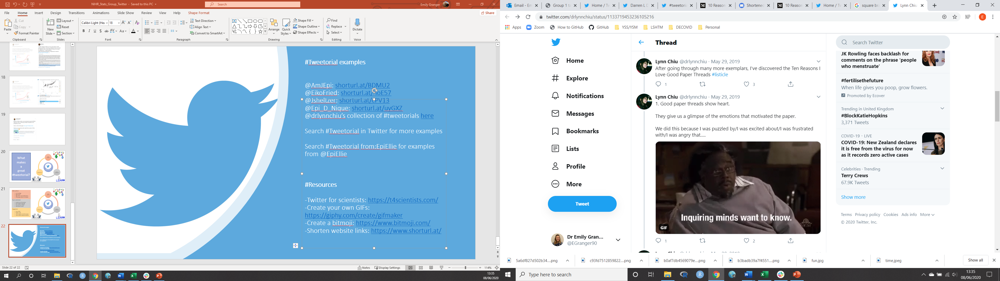 NIHR_Stats_Group_Twitter - Saved to this PC
Search
Emily Granger
File Home Insert Design Transitions Animations Slide Show Review View Help Shape Format
Share
Paste
Cut
Copy
Format Painter
Clipboard
New
Slide
Layout
Reset
Section
Slides
Calibri Light (Hea
18
Font
Paragraph
Text Direction
Align Text
Convert to SmartArt
Arrange
Quick
Styles
Shape Fill
Shape Outline
Shape Effects
Drawing
Find
Replace
Select
Editing
Dictate
Voice
18
19
20
What
makes
a
great
#tweetorial?
LEARN
21
LEARN
22
#Tweetorial examples
@AmJEpi: shorturl.at/BDMU2
@EikoFried: shorturl.at/noE57
@Jsheltzer: shorturl.at/cPV13
@Epi_D_Nique: shorturl.at/uyGXZ
@drlynnchiu's collection of #tweetorials here
Search #Tweetorial in Twitter for more examples
Search #Tweetorial from:EpiEllie for examples
from @EpiEllie
#Resources
-Twitter for scientists: https://t4scientists.com/
-Create your own GIFs:
https://giphy.com/create/gifmaker
-Create a bitmoji: https://www.bitmoji.com/
-Shorten website links: https://www.shorturl.at/
Slide 22 of 22
Notes
Display Settings
114%
13:35
08/06/2020
Email - Em
Group 1 ta
Home / Tw
Darren L D
#tweetoria
10 Reason
Shortened
10 Reason
Home / Tw
square bra
Lynn Chiu
twitter.com/drlynnchiu/status/1133719453236105216
NP
E
Apps Zoom How to GitHub GitHub YSS/YSM LSHTM DECOVID Personal
Home
Explore
Notifications
Messages
Bookmarks
Lists
Profile
More
Tweet
Dr Emily Gran...
@EGranger90
Thread
Lynn Chiu @drlynnchiu · May 29, 2019
After going through many more exemplars, I've discovered the Ten Reasons I
Love Good Paper Threads #listicle
1
3
Lynn Chiu @drlynnchiu · May 29, 2019
1. Good paper threads show heart.
They give us a glimpse of the emotions that motivated the paper.
We did this because I was puzzled by/I was excited about/I was frustrated
with/I was angry that.....
Inquiring minds want to know.
GIF
MGM
1
2
Search Twitter
JK Rowling faces backlash for
comments on the phrase 'people
who menstruate'
#fertilisethefuture
When life gives you poop, grow flowers.
Promoted by Ecover
Trending in United Kingdom
#BlockKatieHopkins
3,371 Tweets
COVID-19 · LIVE
COVID-19: New Zealand declares
it is free from the virus for now
as it records zero active cases
Celebrities · Trending
Terry Crews
67.9K Tweets
Show more
Terms Privacy policy Cookies Ads info More
© 2020 Twitter, Inc.
5a6df827d502b34....png
c93fd7512859822....png
b0af7db4569079e....png
b3badb39a7f4551....png
fun.jpg
time.jpeg
Show all
Type here to search
13:35
08/06/2020